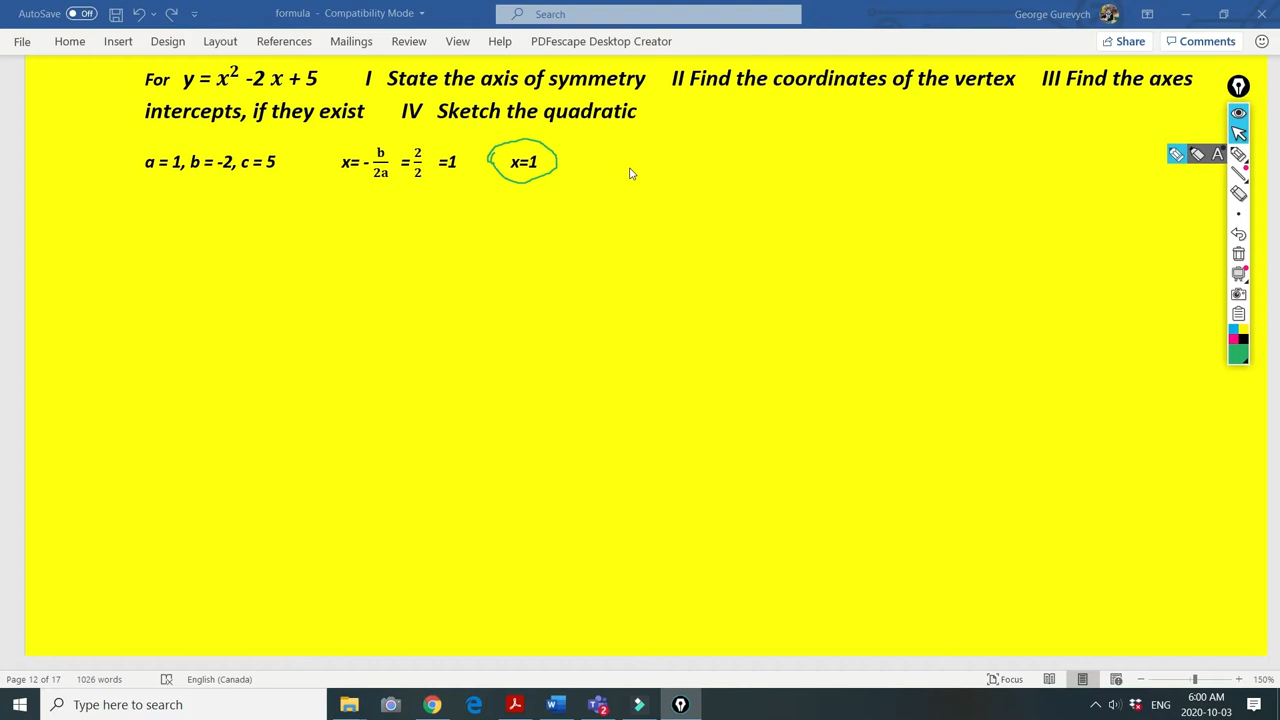 AutoSave Off formula - Compatibility Mode Search George Gurevych
File Home Insert Design Layout References Mailings Review View Help PDFescape Desktop Creator Share Comments
For y = x² -2 x + 5 I State the axis of symmetry II Find the coordinates of the vertex III Find the axes
intercepts, if they exist IV Sketch the quadratic
a = 1, b = -2, c = 5 x= - b/2a = 2/2 =1 x=1
A
Page 12 of 17 1026 words English (Canada) Focus 150%
Type here to search 2 ENG 6:00 AM
2020-10-03